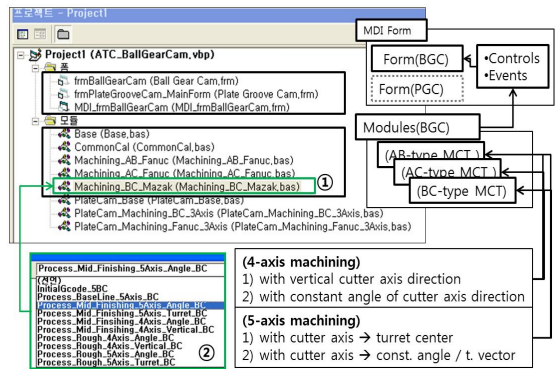 프로젝트 - Project1
Project1 (ATC_BallGearCam.vbp)
폼
frmBallGearCam (Ball Gear Cam.frm)
frmPlateGrooveCam_MainForm (Plate Groove Cam.frm)
MDI_frmBallGearCam (MDI_frmBallGearCam.frm)
모듈
Base (Base.bas)
CommonCal (CommonCal.bas)
Machining_AB_Fanuc (Machining_AB_Fanuc.bas)
Machining_AC_Fanuc (Machining_AC_Fanuc.bas)
Machining_BC_Mazak (Machining_BC_Mazak.bas)
①
PlateCam_Base (PlateCam_Base.bas)
PlateCam_Machining_BC_3Axis (PlateCam_Machining_BC_3Axis.bas)
PlateCam_Machining_Fanuc_3Axis (PlateCam_Machining_Fanuc_3Axis.bas)
MDI Form
Form(BGC)
Form(PGC)
•Controls
•Events
Modules(BGC)
(AB-type MCT)
(AC-type MCT)
(BC-type MCT)
Process_Mid_Finishing_5Axis_Angle_BC
(선언)
InitialGcode_5BC
Process_BaseLine_5Axis_BC
Process_Mid_Finishing_5Axis_Angle_BC
Process_Mid_Finishing_5Axis_Turret_BC
Process_Mid_Finsihing_4Axis_Angle_BC
Process_Mid_Finsihing_4Axis_Vertical_BC
Process_Rough_4Axis_Angle_BC
Process_Rough_4Axis_Vertical_BC
Process_Rough_5Axis_Angle_BC
Process_Rough_5Axis_Turret_BC
②
(4-axis machining)
1) with vertical cutter axis direction
2) with constant angle of cutter axis direction
(5-axis machining)
1) with cutter axis → turret center
2) with cutter axis → const. angle / t. vector